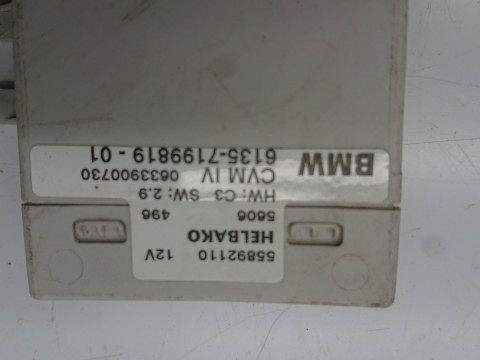 55892110 12V
HELBAKO
5606 496
HW: C3 SW: 2.9
CVM IV 0633900730
6135-7199819 - 01
BMW